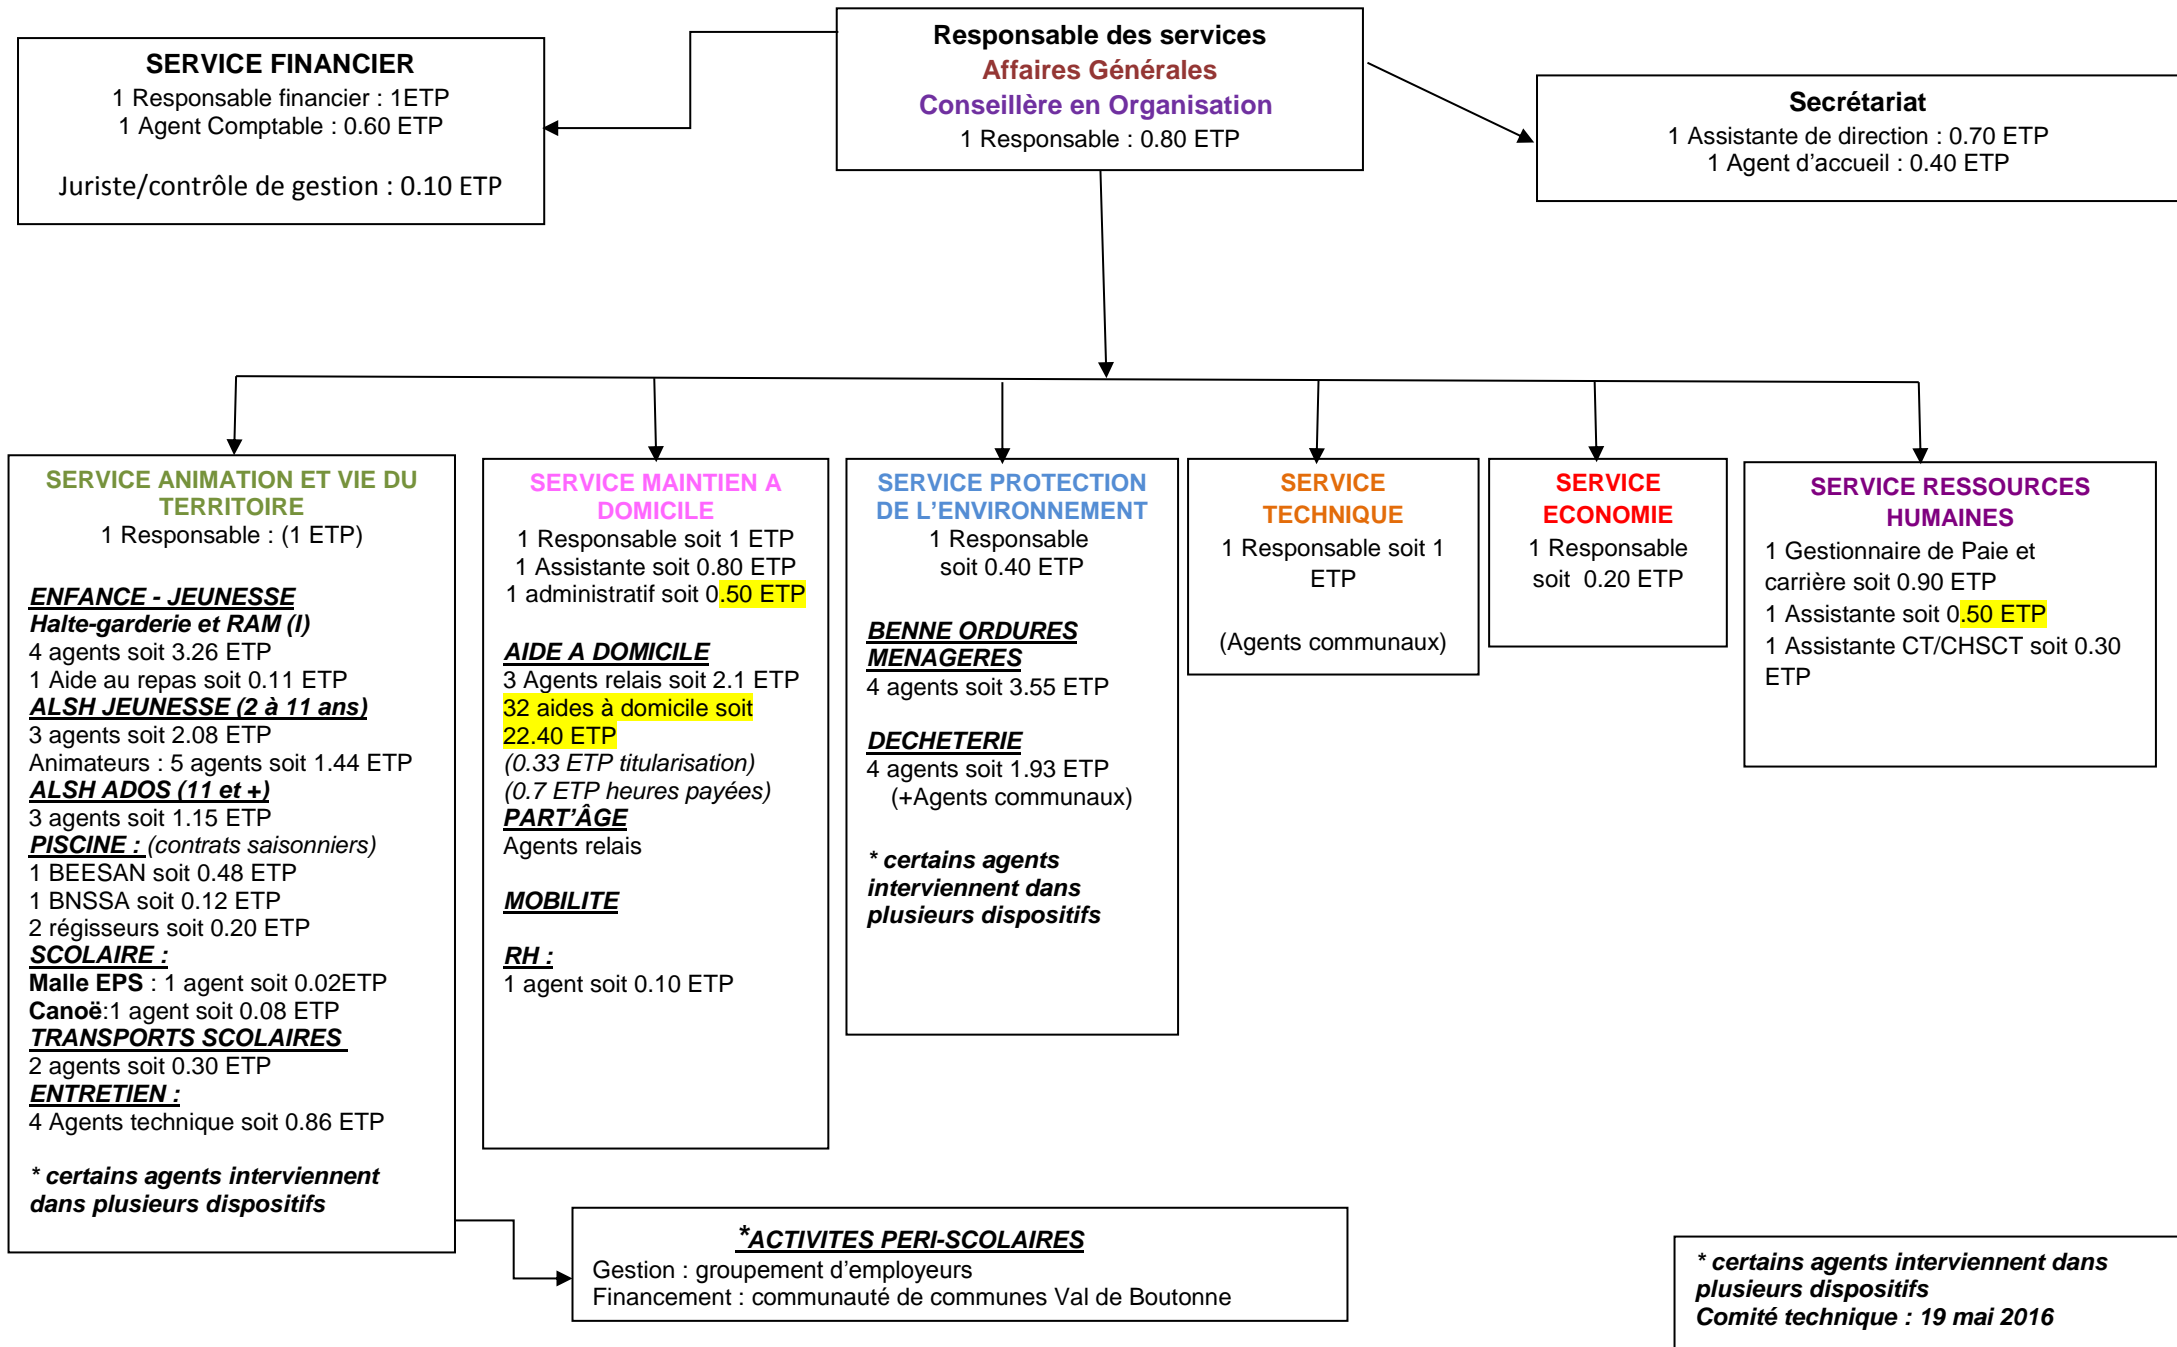 Responsable des services
Affaires Générales
Conseillère en Organisation
1 Responsable : 0.80 ETP
SERVICE FINANCIER
1 Responsable financier : 1ETP
1 Agent Comptable : 0.60 ETP
Juriste/contrôle de gestion : 0.10 ETP
Secrétariat
1 Assistante de direction : 0.70 ETP
1 Agent d’accueil : 0.40 ETP
SERVICE ANIMATION ET VIE DU
TERRITOIRE
1 Responsable : (1 ETP)
ENFANCE - JEUNESSE
Halte-garderie et RAM (I)
4 agents soit 3.26 ETP
1 Aide au repas soit 0.11 ETP
ALSH JEUNESSE (2 à 11 ans)
3 agents soit 2.08 ETP
Animateurs : 5 agents soit 1.44 ETP
ALSH ADOS (11 et +)
3 agents soit 1.15 ETP
PISCINE : (contrats saisonniers)
1 BEESAN soit 0.48 ETP
1 BNSSA soit 0.12 ETP
2 régisseurs soit 0.20 ETP
SCOLAIRE :
Malle EPS : 1 agent soit 0.02ETP
Canoë:1 agent soit 0.08 ETP
TRANSPORTS SCOLAIRES
2 agents soit 0.30 ETP
ENTRETIEN :
4 Agents technique soit 0.86 ETP
* certains agents interviennent
dans plusieurs dispositifs
SERVICE MAINTIEN A
DOMICILE
1 Responsable soit 1 ETP
1 Assistante soit 0.80 ETP
1 administratif soit 0.50 ETP
AIDE A DOMICILE
3 Agents relais soit 2.1 ETP
32 aides à domicile soit
22.40 ETP
(0.33 ETP titularisation)
(0.7 ETP heures payées)
PART’ÂGE
Agents relais
MOBILITE
RH :
1 agent soit 0.10 ETP
SERVICE PROTECTION
DE L’ENVIRONNEMENT
1 Responsable
soit 0.40 ETP
BENNE ORDURES
MENAGERES
4 agents soit 3.55 ETP
DECHETERIE
4 agents soit 1.93 ETP
(+Agents communaux)
* certains agents
interviennent dans
plusieurs dispositifs
SERVICE
TECHNIQUE
1 Responsable soit 1
ETP
(Agents communaux)
SERVICE
ECONOMIE
1 Responsable
soit 0.20 ETP
SERVICE RESSOURCES
HUMAINES
1 Gestionnaire de Paie et
carrière soit 0.90 ETP
1 Assistante soit 0.50 ETP
1 Assistante CT/CHSCT soit 0.30
ETP
*ACTIVITES PERI-SCOLAIRES
Gestion : groupement d’employeurs
Financement : communauté de communes Val de Boutonne
* certains agents interviennent dans
plusieurs dispositifs
Comité technique : 19 mai 2016